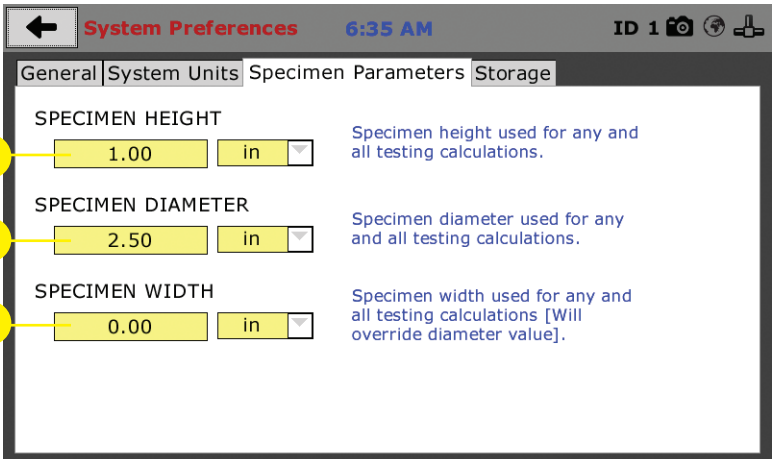 System Preferences 6:35 AM ID 1
General System Units Specimen Parameters Storage
SPECIMEN HEIGHT
1.00 in
Specimen height used for any and
all testing calculations.
SPECIMEN DIAMETER
2.50 in
Specimen diameter used for any
and all testing calculations.
SPECIMEN WIDTH
0.00 in
Specimen width used for any and
all testing calculations [Will
override diameter value].